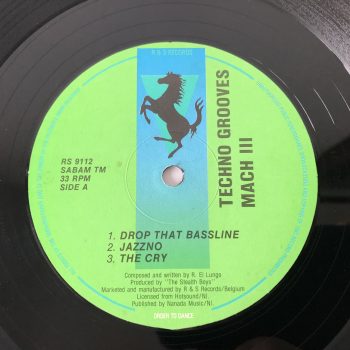 R & S RECORDS
RS 9112
SABAM TM
33 RPM
SIDE A
TECHNO GROOVES
MACH III
1. DROP THAT BASSLINE
2. JAZZNO
3. THE CRY
Composed and written by R. El Lungo
Produced by "The Stealth Boys"
Marketed and manufactured by R & S Records/Belgium
Licensed from Hotsound/Nl.
Published by Nanada Music/Nl.
ORDER TO DANCE